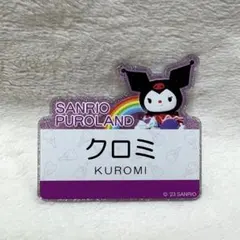 SANRIO
PUROLAND
クロミ
KUROMI
© '23 SANRIO